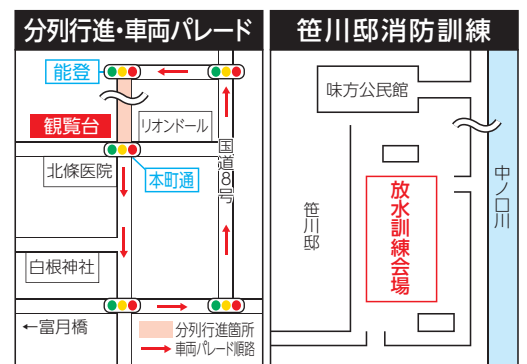 分列行進・車両パレード
能登
観覧台
リオンドール
北條医院
本町通
国道8号
白根神社
←富月橋
分列行進箇所
車両パレード順路
笹川邸消防訓練
味方公民館
中ノ口川
笹川邸
放水訓練会場